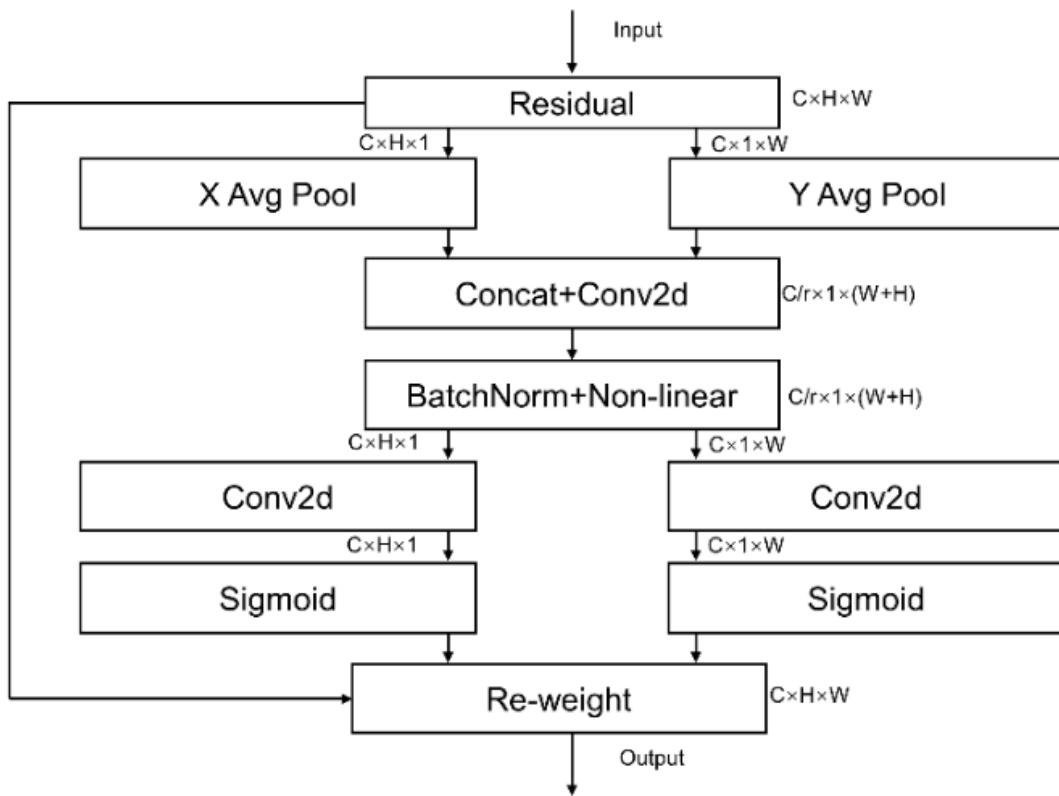 Input
Residual
C×H×W
C×H×1
C×1×W
X Avg Pool
Y Avg Pool
Concat+Conv2d
C/r×1×(W+H)
BatchNorm+Non-linear
C/r×1×(W+H)
C×H×1
C×1×W
Conv2d
Conv2d
C×H×1
C×1×W
Sigmoid
Sigmoid
Re-weight
C×H×W
Output